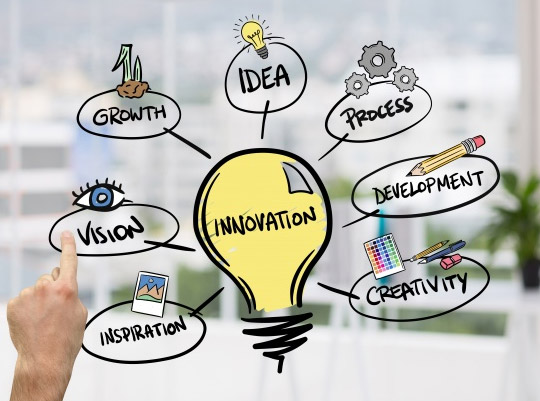 IDEA
GROWTH
PROCESS
DEVELOPMENT
INNOVATION
VISION
CREATIVITY
INSPIRATION